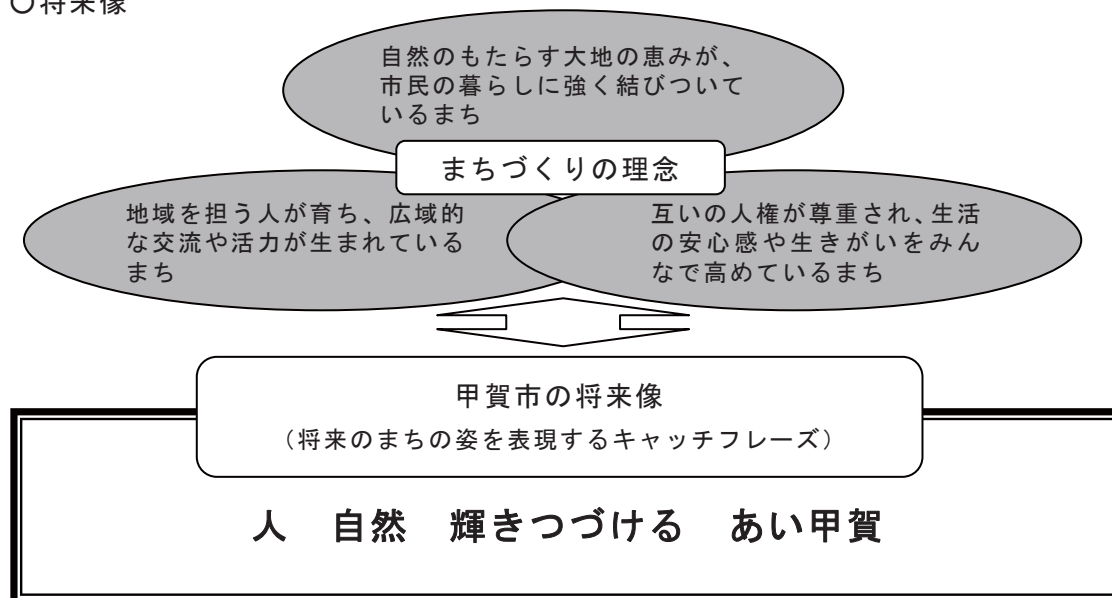 〇将来像
自然のもたらす大地の恵みが、
市民の暮らしに強く結びついて
いるまち
まちづくりの理念
地域を担う人が育ち、広域的
な交流や活力が生まれている
まち
互いの人権が尊重され、生活
の安心感や生きがいをみん
なで高めているまち
甲賀市の将来像
（将来のまちの姿を表現するキャッチフレーズ）
人　自然　輝きつづける　あい甲賀